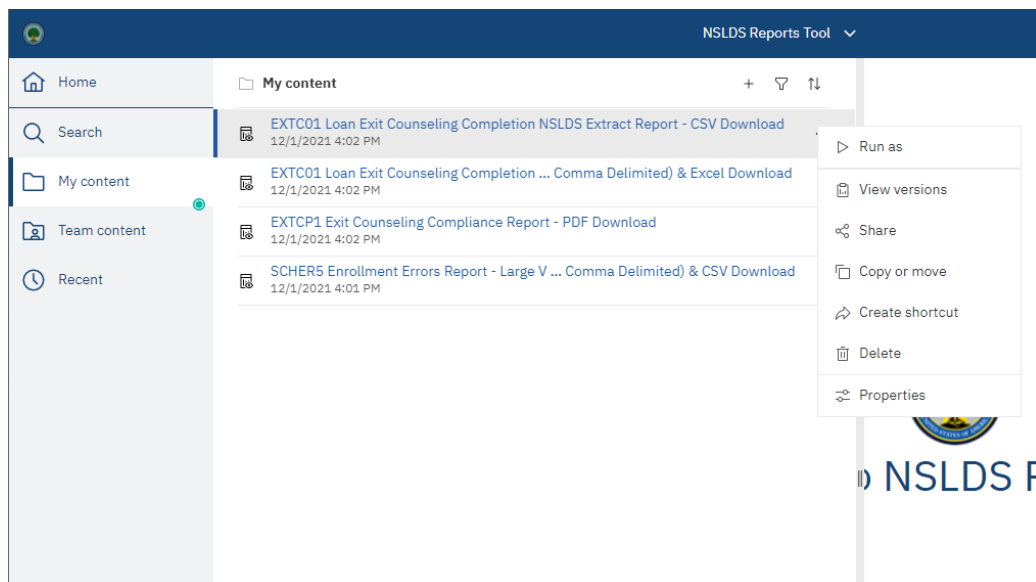 NSLDS Reports Tool
Home
Search
My content
Team content
Recent
My content
EXTC01 Loan Exit Counseling Completion NSLDS Extract Report - CSV Download
12/1/2021 4:02 PM
EXTC01 Loan Exit Counseling Completion ... Comma Delimited) & Excel Download
12/1/2021 4:02 PM
EXTCP1 Exit Counseling Compliance Report - PDF Download
12/1/2021 4:02 PM
SCHER5 Enrollment Errors Report - Large V ... Comma Delimited) & CSV Download
12/1/2021 4:01 PM
Run as
View versions
Share
Copy or move
Create shortcut
Delete
Properties
NSLDS